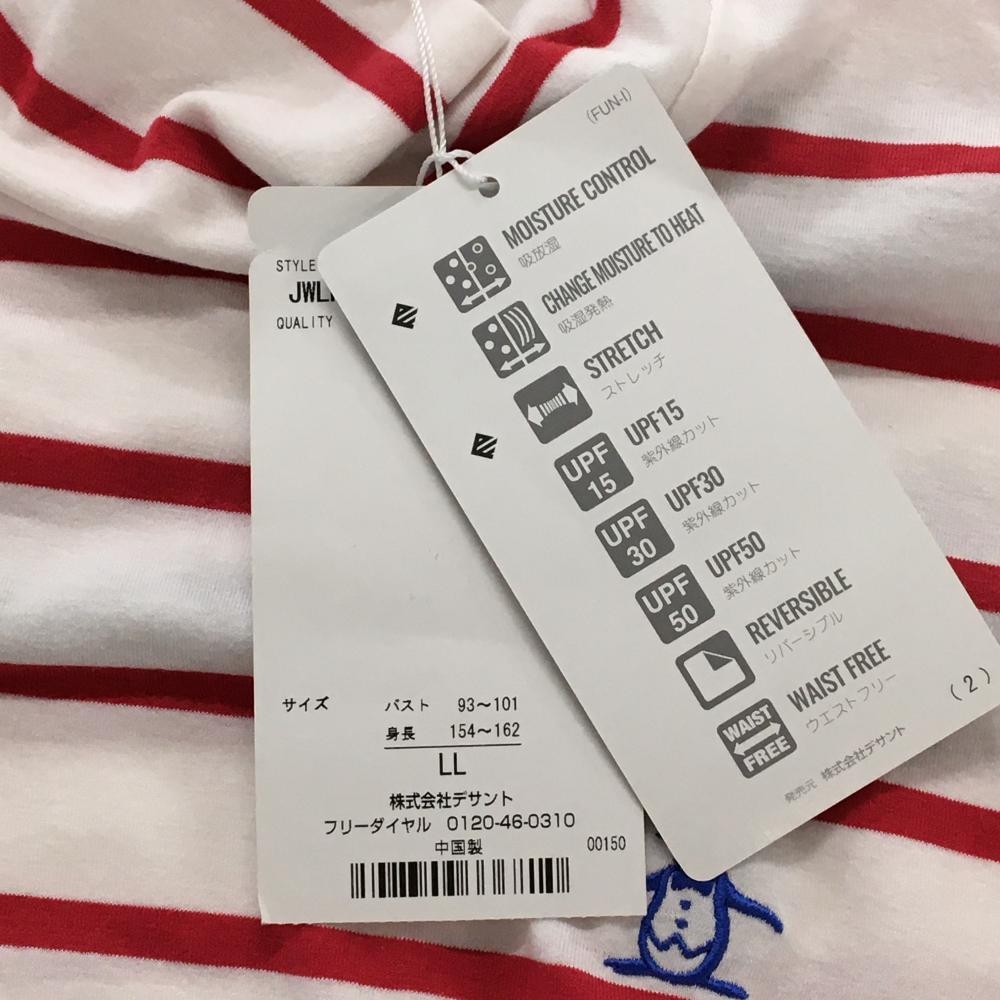 (FUN-I)
MOISTURE CONTROL
吸放湿
CHANGE MOISTURE TO HEAT
吸湿発熱
STRETCH
ストレッチ
UPF 15
UPF15
紫外線カット
UPF 30
UPF30
紫外線カット
UPF 50
UPF50
紫外線カット
REVERSIBLE
リバーシブル
WAIST FREE
WAIST FREE
ウエストフリー
発売元 株式会社デサント
(2)
STYLE
QUALITY
サイズ バスト 93〜101
身長 154〜162
LL
株式会社デサント
フリーダイヤル 0120-46-0310
中国製
00150